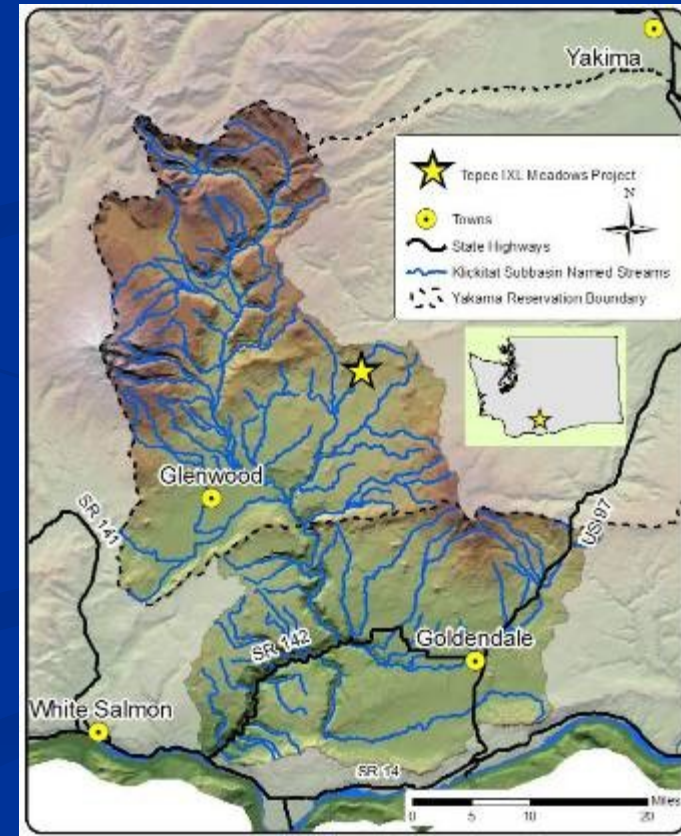 Yakima
Tepee IXL Meadows Project
N
Towns
State Highways
Klickitat Subbasin Named Streams
Yakama Reservation Boundary
Glenwood
SR 141
US 97
SR 142
Goldendale
White Salmon
SR 14
Miles
0 5 10 20